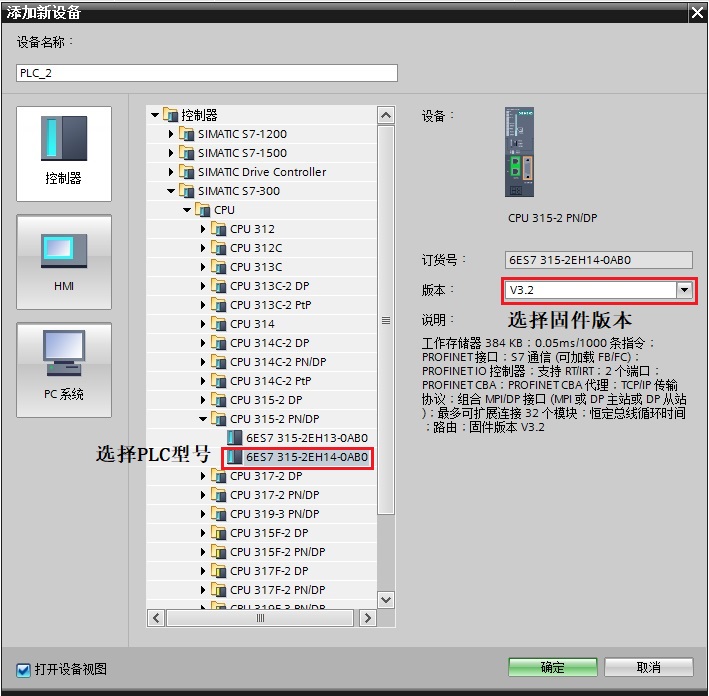 添加新设备
设备名称：
PLC_2
控制器
HMI
PC 系统
控制器
SIMATIC S7-1200
SIMATIC S7-1500
SIMATIC Drive Controller
SIMATIC S7-300
CPU
CPU 312
CPU 312C
CPU 313C
CPU 313C-2 DP
CPU 313C-2 PtP
CPU 314
CPU 314C-2 DP
CPU 314C-2 PN/DP
CPU 314C-2 PtP
CPU 315-2 DP
CPU 315-2 PN/DP
6ES7 315-2EH13-0AB0
选择PLC型号
6ES7 315-2EH14-0AB0
CPU 317-2 DP
CPU 317-2 PN/DP
CPU 319-3 PN/DP
CPU 315F-2 DP
CPU 315F-2 PN/DP
CPU 317F-2 DP
CPU 317F-2 PN/DP
CPU 319F-3 PN/DP
设备：
CPU 315-2 PN/DP
订货号：
6ES7 315-2EH14-0AB0
版本：
V3.2
说明：
选择固件版本
工作存储器 384 KB；0.05ms/1000 条指令；
PROFINET 接口；S7 通信 (可加载 FB/FC)；
PROFINET IO 控制器；支持 RT/IRT；2 个端口；
PROFINET CBA；PROFINET CBA 代理；TCP/IP 传输
协议；组合 MPI/DP 接口 (MPI 或 DP 主站或 DP 从站
)；最多可扩展连接 32 个模块；恒定总线循环时间
；路由；固件版本 V3.2
打开设备视图
确定
取消